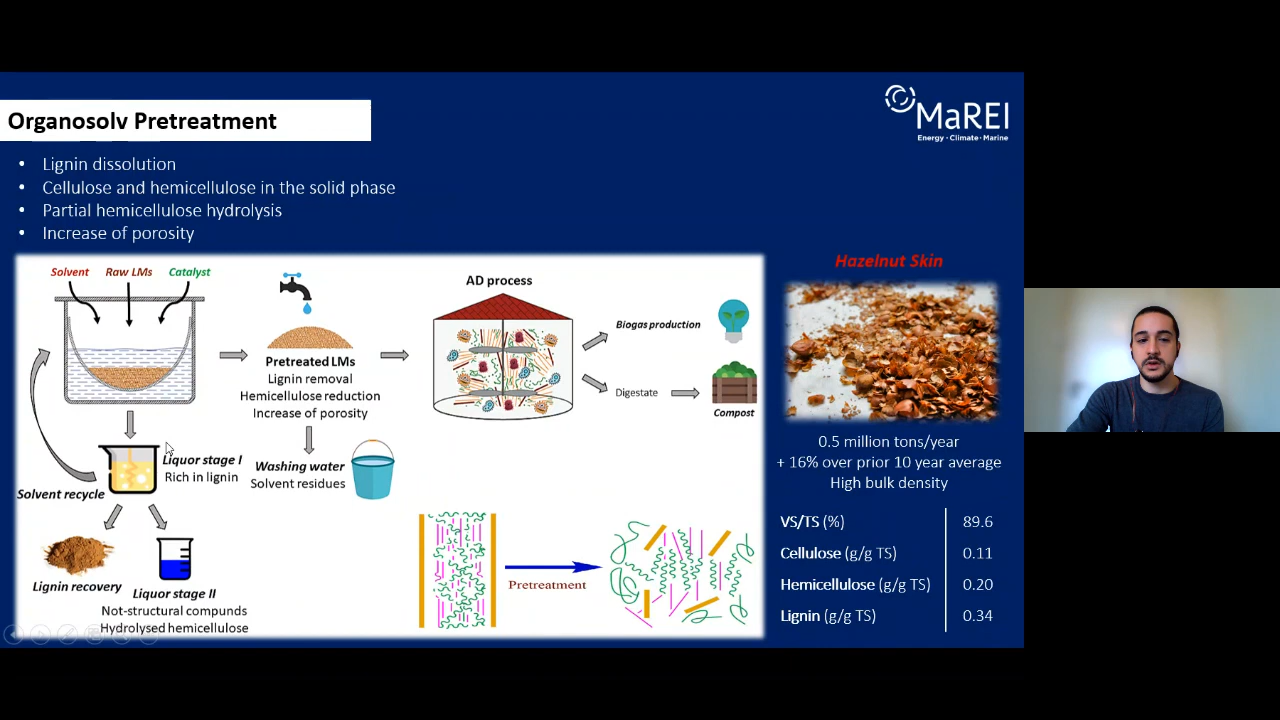 Organosolv Pretreatment
MaREI
Energy · Climate · Marine
• Lignin dissolution
• Cellulose and hemicellulose in the solid phase
• Partial hemicellulose hydrolysis
• Increase of porosity
Solvent Raw LMs Catalyst
Pretreated LMs
Lignin removal
Hemicellulose reduction
Increase of porosity
AD process
Biogas production
Digestate
Compost
Liquor stage I
Rich in lignin
Solvent recycle
Washing water
Solvent residues
Lignin recovery
Liquor stage II
Not-structural compunds
Hydrolysed hemicellulose
Pretreatment
Hazelnut Skin
0.5 million tons/year
+ 16% over prior 10 year average
High bulk density
VS/TS (%) 89.6
Cellulose (g/g TS) 0.11
Hemicellulose (g/g TS) 0.20
Lignin (g/g TS) 0.34